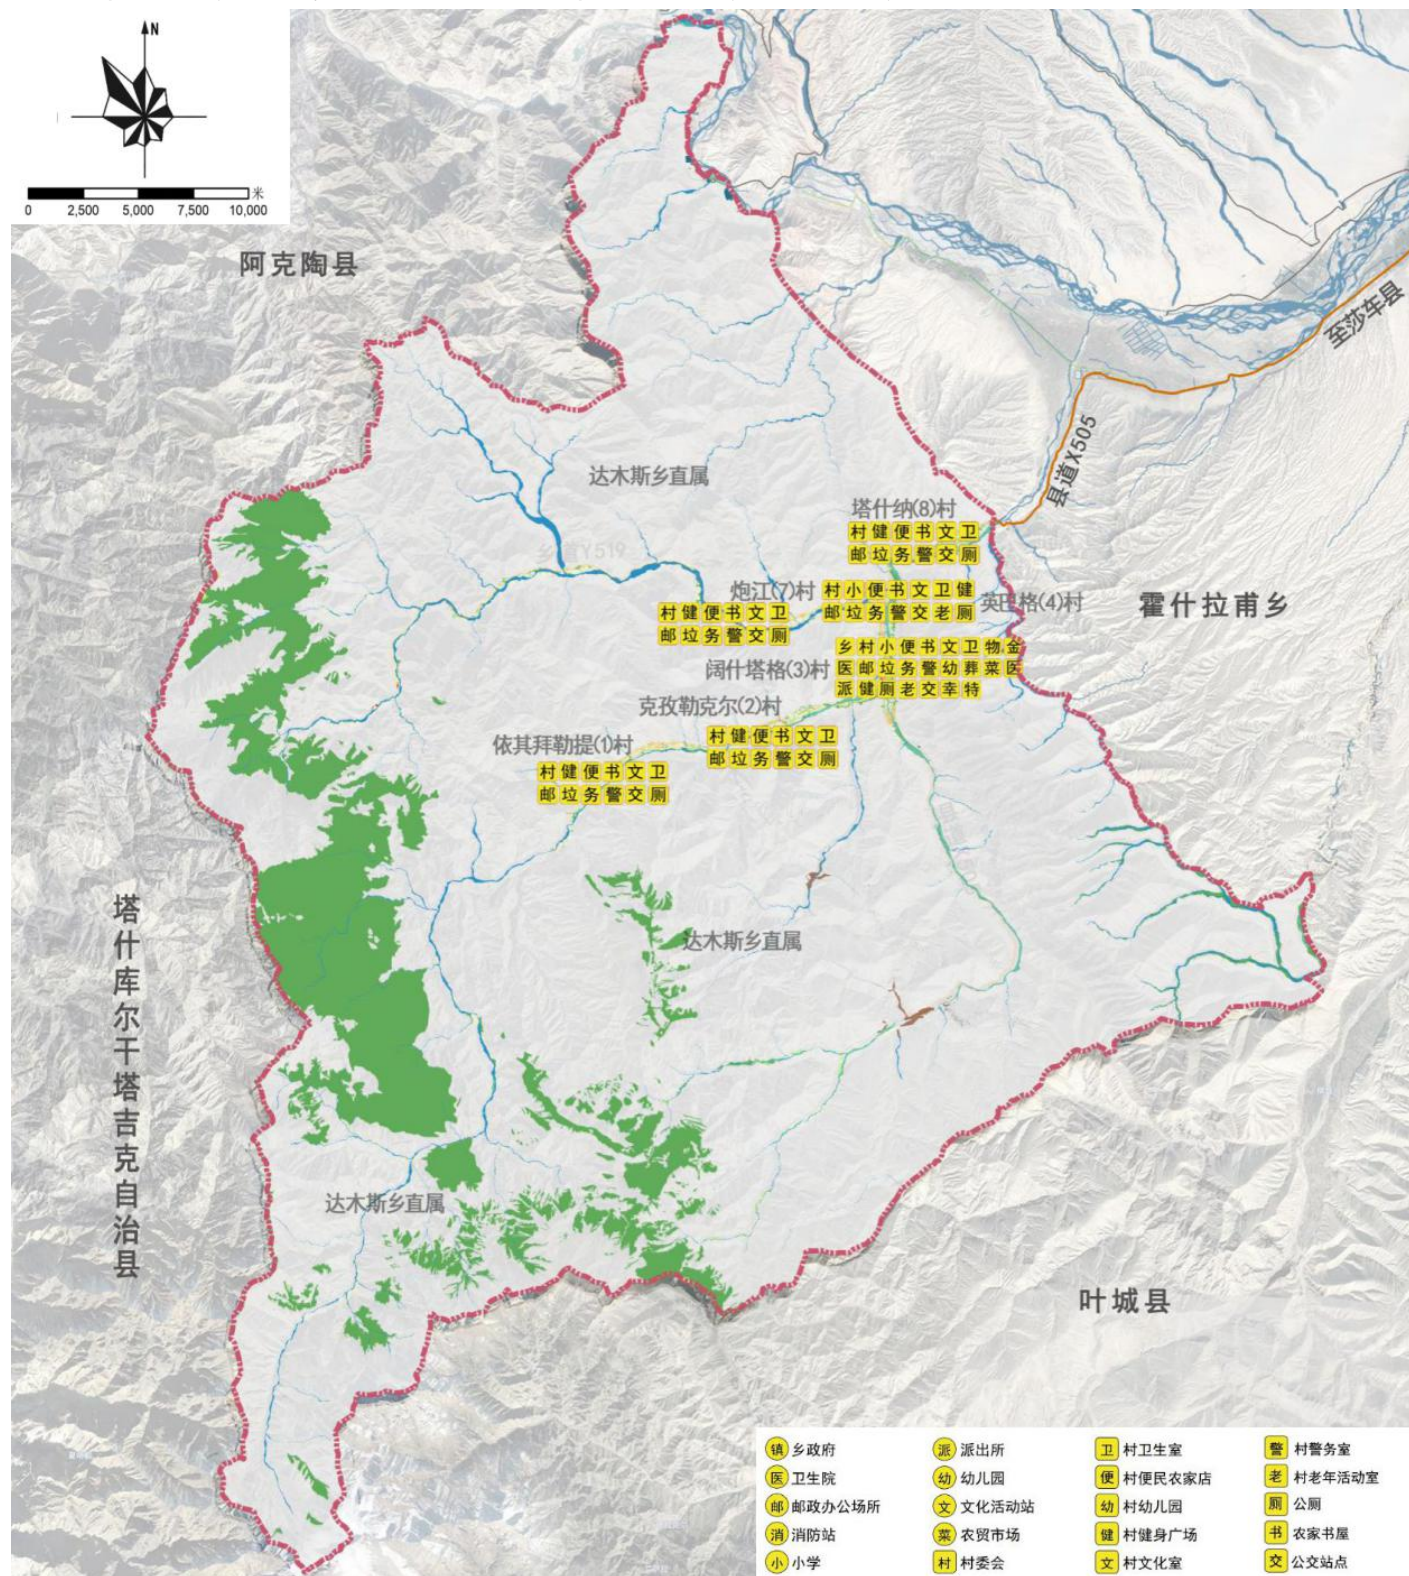 N
米
0 2,500 5,000 7,500 10,000
阿克陶县
至莎车县
县道X505
达木斯乡直属
塔什纳(8)村
村健便书文卫
邮垃务警交厕
乡道Y519
炮江(7)村
村健便书文卫
邮垃务警交厕
村小便书文卫健
邮垃务警交老厕
英巴格(4)村
霍什拉甫乡
阔什塔格(3)村
乡村小便书文卫物金
医邮垃务警幼葬菜医
派健厕老交幸特
克孜勒克尔(2)村
村健便书文卫
邮垃务警交厕
依其拜勒提(1)村
村健便书文卫
邮垃务警交厕
塔什库尔干塔吉克自治县
达木斯乡直属
达木斯乡直属
叶城县
镇 乡政府 派 派出所 卫 村卫生室 警 村警务室
医 卫生院 幼 幼儿园 便 村便民农家店 老 村老年活动室
邮 邮政办公场所 文 文化活动站 幼 村幼儿园 厕 公厕
消 消防站 菜 农贸市场 健 村健身广场 书 农家书屋
小 小学 村 村委会 文 村文化室 交 公交站点